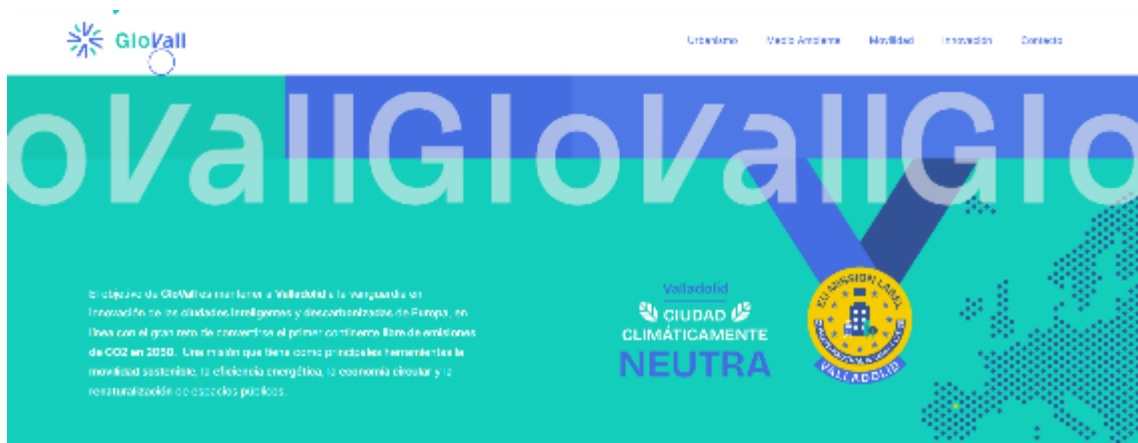 GloVall
Urbanismo Medio Ambiente Movilidad Innovación Contacto
oVallGloVallGlo
El objetivo de GloVall es mantener a Valladolid a la vanguardia en
innovación de las ciudades inteligentes y descarbonizadas de Europa, en
línea con el gran reto de convertirse el primer continente libre de emisiones
de CO2 en 2050. Una misión que tiene como principales herramientas la
movilidad sostenible, la eficiencia energética, la economía circular y la
renaturalización de espacios públicos.
Valladolid
CIUDAD
CLIMÁTICAMENTE
NEUTRA
EU MISSION LABEL
VALLADOLID